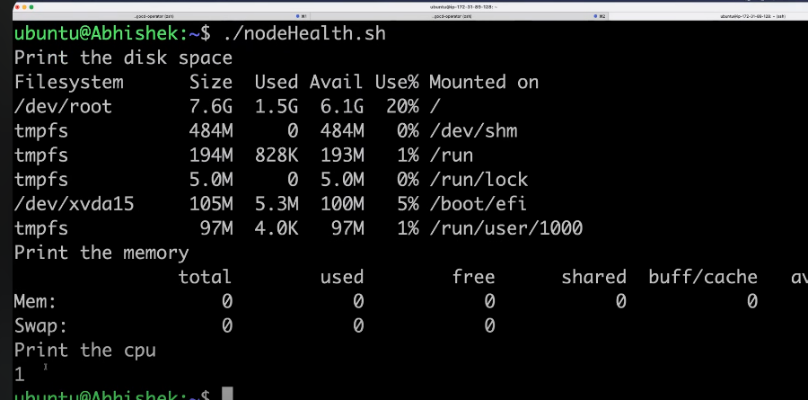 ubuntu@Abhishek:~$ ./nodeHealth.sh
Print the disk space
Filesystem Size Used Avail Use% Mounted on
/dev/root 7.6G 1.5G 6.1G 20% /
tmpfs 484M 0 484M 0% /dev/shm
tmpfs 194M 828K 193M 1% /run
tmpfs 5.0M 0 5.0M 0% /run/lock
/dev/xvda15 105M 5.3M 100M 5% /boot/efi
tmpfs 97M 4.0K 97M 1% /run/user/1000
Print the memory
total used free shared buff/cache av
Mem: 0 0 0 0 0
Swap: 0 0 0
Print the cpu
1
ubuntu@Abhishek:~$